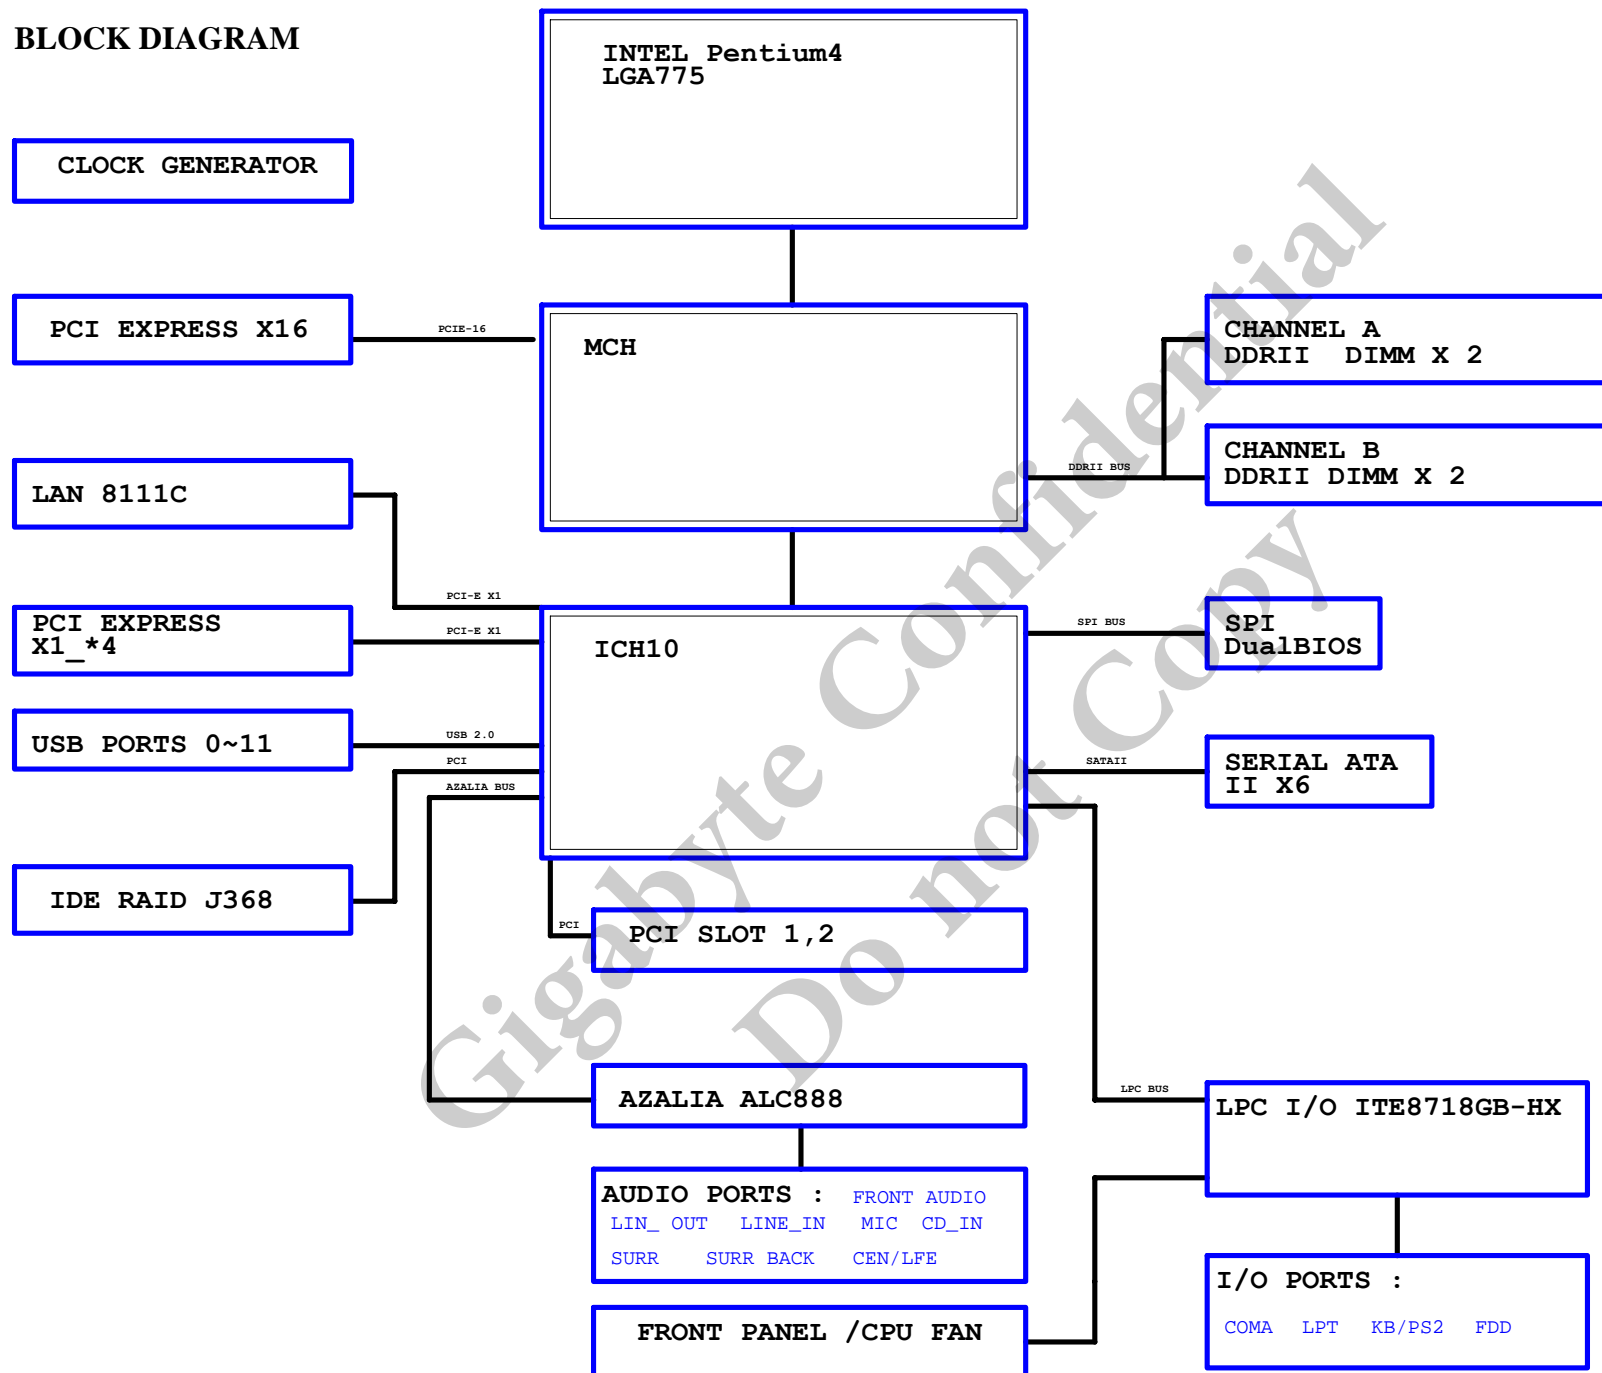 BLOCK DIAGRAM
INTEL Pentium4
LGA775
CLOCK GENERATOR
PCI EXPRESS X16
PCIE-16
MCH
CHANNEL A
DDRII DIMM X 2
CHANNEL B
DDRII DIMM X 2
DDRII BUS
LAN 8111C
PCI-E X1
PCI EXPRESS
X1_*4
PCI-E X1
ICH10
SPI BUS
SPI
DualBIOS
USB PORTS 0~11
USB 2.0
PCI
AZALIA BUS
SATAII
SERIAL ATA
II X6
IDE RAID J368
PCI
PCI SLOT 1,2
AZALIA ALC888
LPC BUS
LPC I/O ITE8718GB-HX
AUDIO PORTS : FRONT AUDIO
LIN_ OUT LINE_IN MIC CD_IN
SURR SURR BACK CEN/LFE
I/O PORTS :
COMA LPT KB/PS2 FDD
FRONT PANEL /CPU FAN
Gigabyte Confidential
Do not Copy